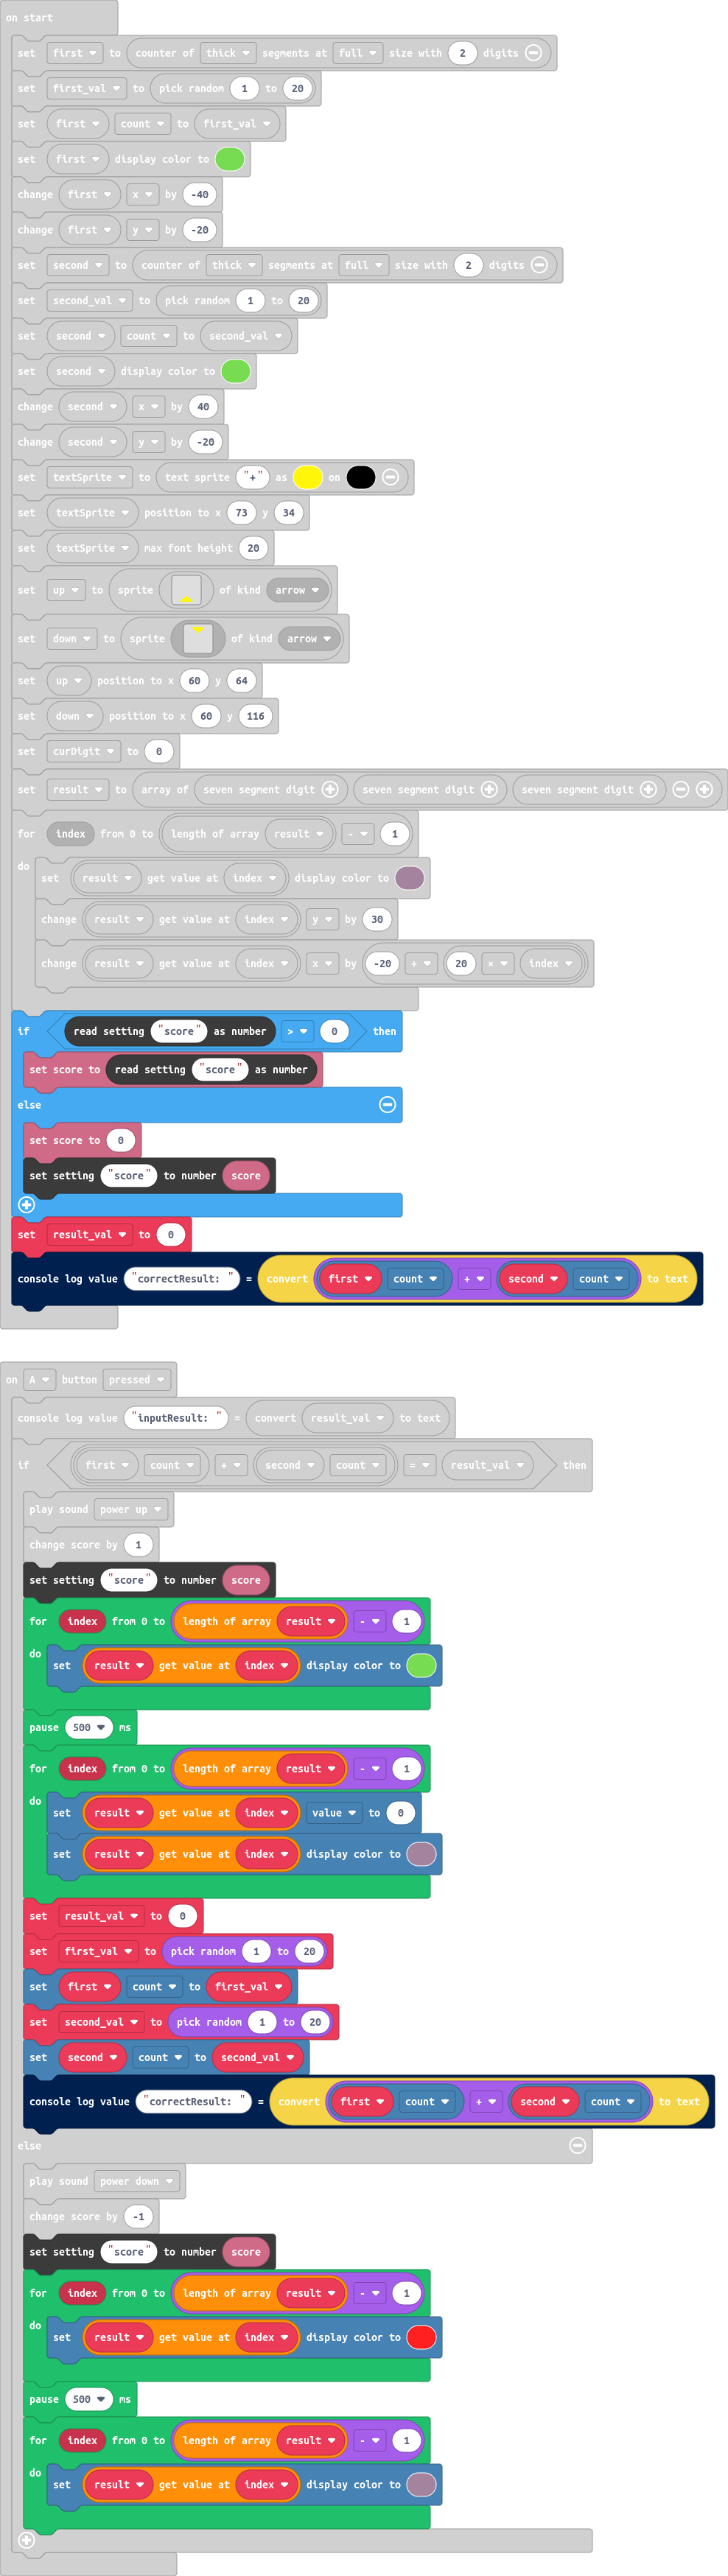 on start
set first to counter of thick segments at full size with 2 digits
set first_val to pick random 1 to 20
set first count to first_val
set first display color to
change first x by -40
change first y by -20
set second to counter of thick segments at full size with 2 digits
set second_val to pick random 1 to 20
set second count to second_val
set second display color to
change second x by 40
change second y by -20
set textSprite to text sprite "+" as on
set textSprite position to x 73 y 34
set textSprite max font height 20
set up to sprite of kind arrow
set down to sprite of kind arrow
set up position to x 60 y 64
set down position to x 60 y 116
set curDigit to 0
set result to array of seven segment digit seven segment digit seven segment digit
for index from 0 to length of array result - 1
do
set result get value at index display color to
change result get value at index y by 30
change result get value at index x by -20 + 20 × index
if read setting "score" as number > 0 then
set score to read setting "score" as number
else
set score to 0
set setting "score" to number score
set result_val to 0
console log value "correctResult: " = convert first count + second count to text
on A button pressed
console log value "inputResult: " = convert result_val to text
if first count + second count = result_val then
play sound power up
change score by 1
set setting "score" to number score
for index from 0 to length of array result - 1
do
set result get value at index display color to
pause 500 ms
for index from 0 to length of array result - 1
do
set result get value at index value to 0
set result get value at index display color to
set result_val to 0
set first_val to pick random 1 to 20
set first count to first_val
set second_val to pick random 1 to 20
set second count to second_val
console log value "correctResult: " = convert first count + second count to text
else
play sound power down
change score by -1
set setting "score" to number score
for index from 0 to length of array result - 1
do
set result get value at index display color to
pause 500 ms
for index from 0 to length of array result - 1
do
set result get value at index display color to